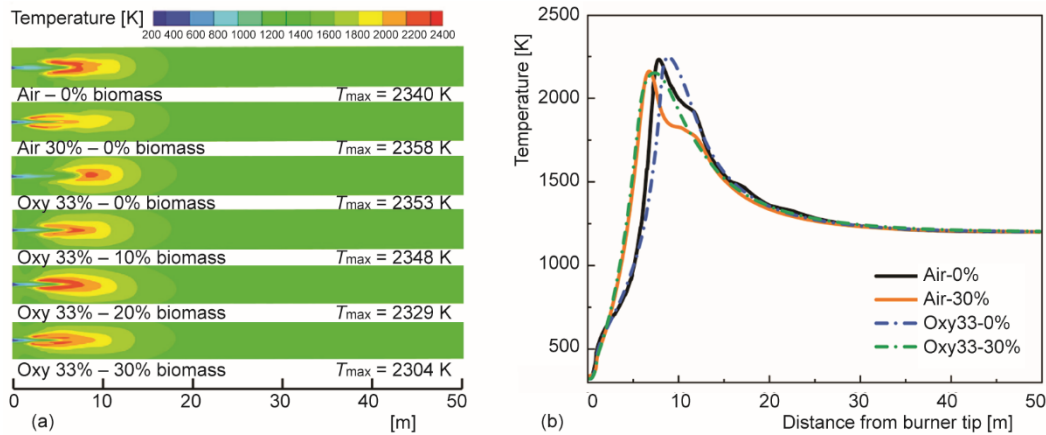 Temperature [K]
200 400 600 800 1000 1200 1400 1600 1800 2000 2200 2400
Air – 0% biomass Tmax = 2340 K
Air 30% – 0% biomass Tmax = 2358 K
Oxy 33% – 0% biomass Tmax = 2353 K
Oxy 33% – 10% biomass Tmax = 2348 K
Oxy 33% – 20% biomass Tmax = 2329 K
Oxy 33% – 30% biomass Tmax = 2304 K
0 10 20 30 40 50
(a) [m]
Temperature [K]
2500
2000
1500
1000
500
Air-0%
Air-30%
Oxy33-0%
Oxy33-30%
0 10 20 30 40 50
(b) Distance from burner tip [m]